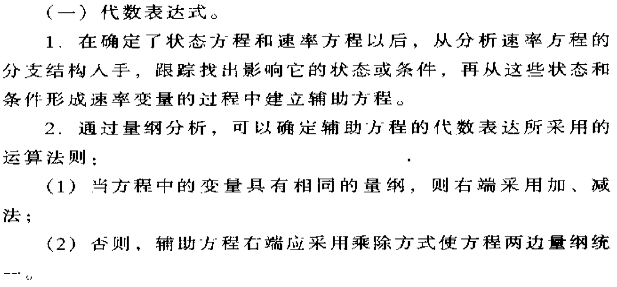 （一）代数表达式。
1．在确定了状态方程和速率方程以后，从分析速率方程的
分支结构入手，跟踪找出影响它的状态或条件，再从这些状态和
条件形成速率变量的过程中建立辅助方程。
2．通过量纲分析，可以确定辅助方程的代数表达所采用的
运算法则；
（1）当方程中的变量具有相同的量纲，则右端采用加、减
法；
（2）否则，辅助方程右端应采用乘除方式使方程两边量纲统
一。